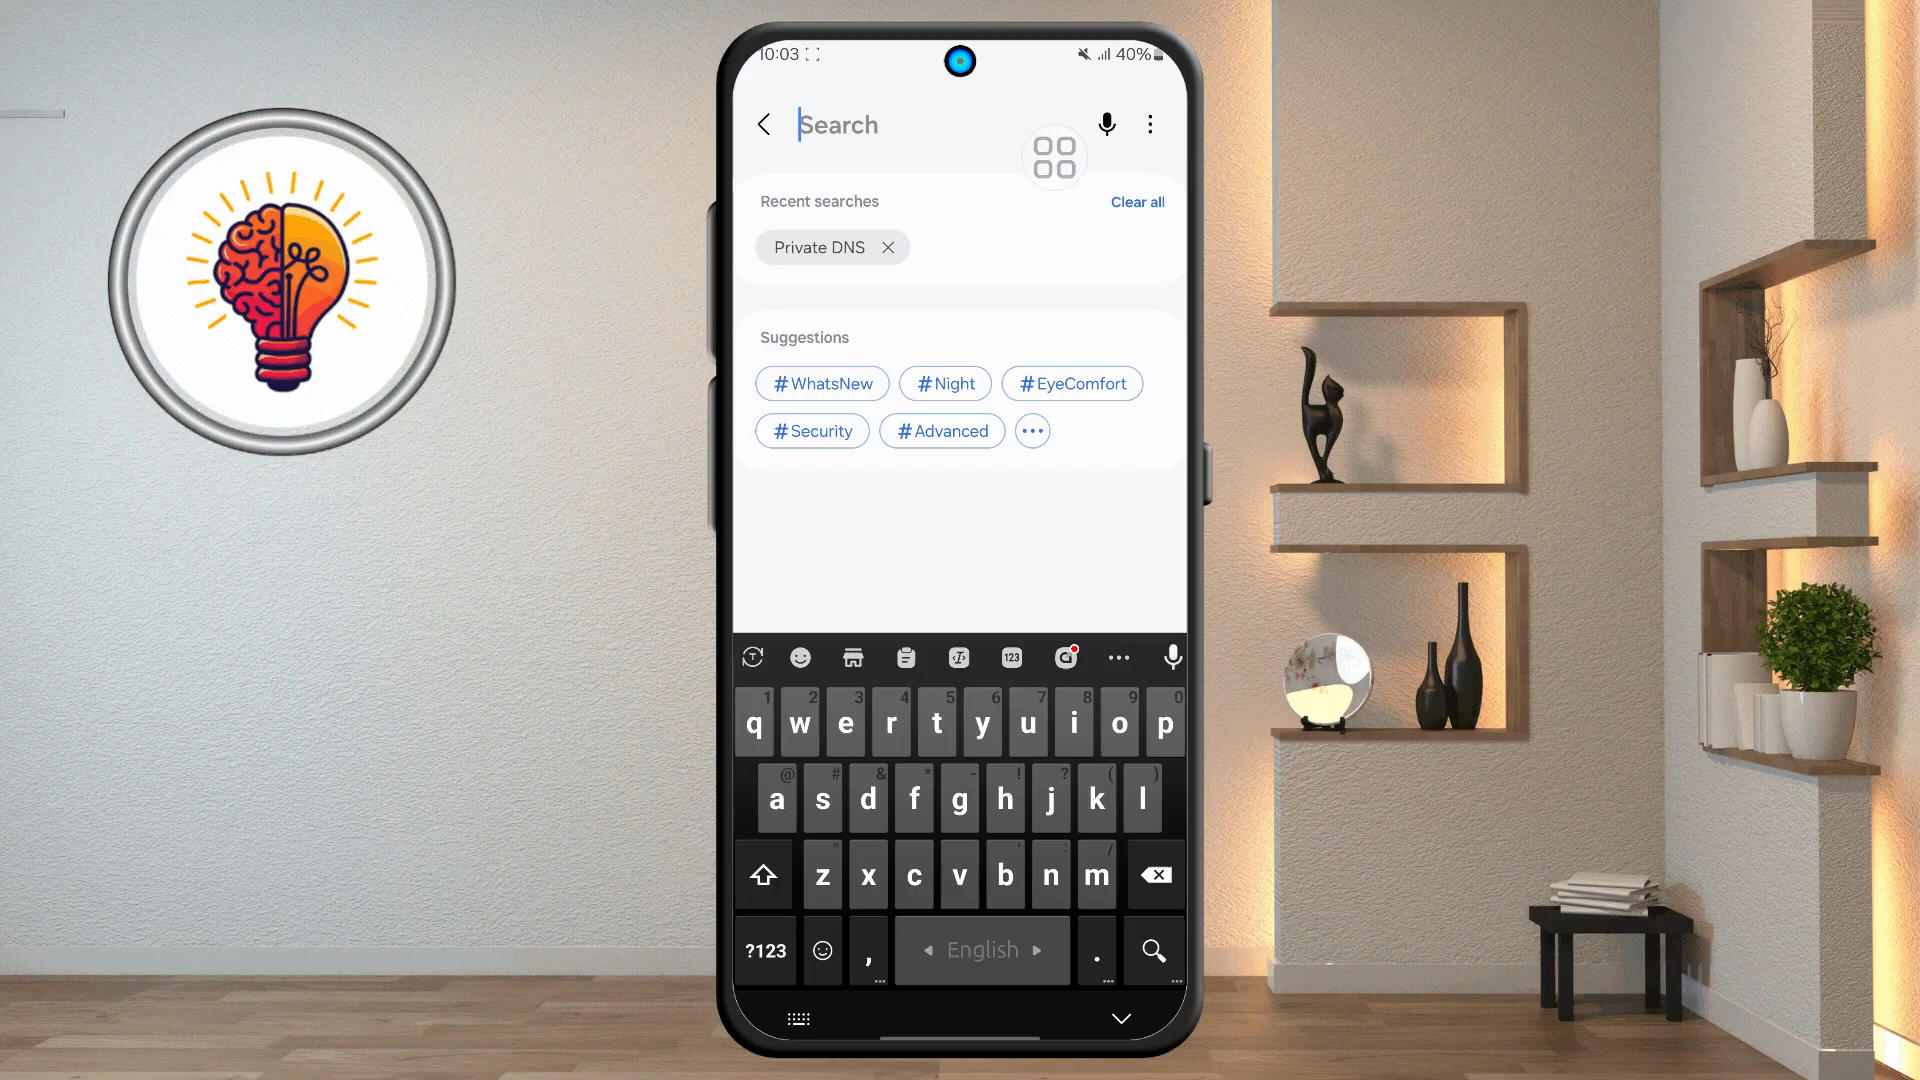 10:03
40%
Search
Recent searches
Clear all
Private DNS
Suggestions
#WhatsNew
#Night
#EyeComfort
#Security
#Advanced
T
123
1 2 3 4 5 6 7 8 9 0
q w e r t y u i o p
@ # & * - ! ? ( )
a s d f g h j k l
" ' : /
z x c v b n m
?123
,
English
.